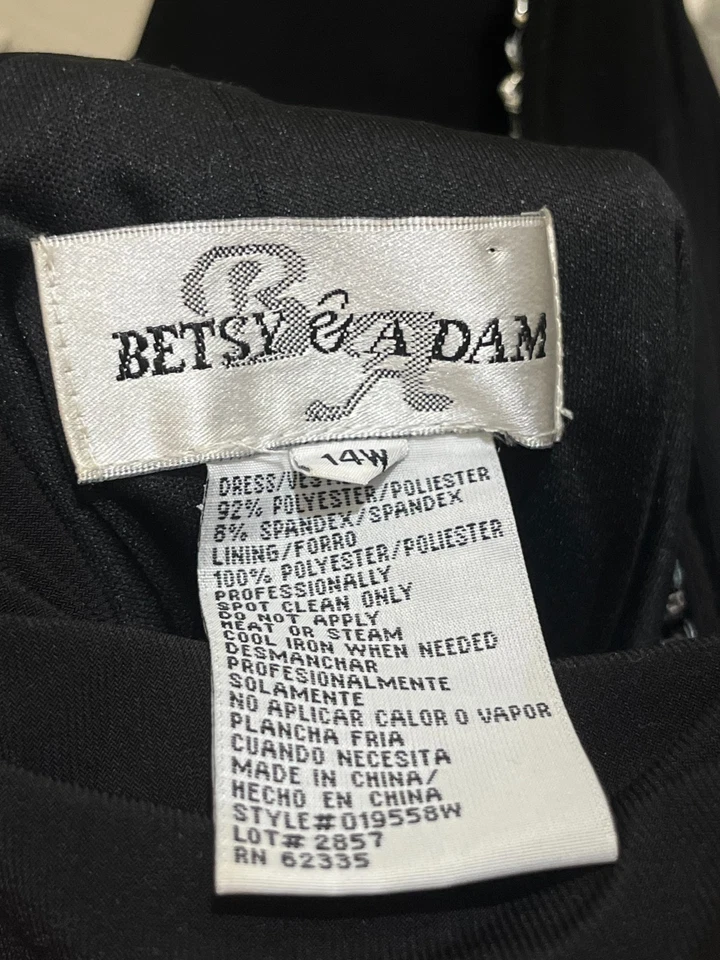 BETSY & ADAM
14W
DRESS/
92% POLYESTER/POLIESTER
8% SPANDEX/SPANDEX
LINING/FORRO
100% POLYESTER/POLIESTER
PROFESSIONALLY
SPOT CLEAN ONLY
DO NOT APPLY
HEAT OR STEAM
COOL IRON WHEN NEEDED
DESMANCHAR
PROFESIONALMENTE
SOLAMENTE
NO APLICAR CALOR O VAPOR
PLANCHA FRIA
CUANDO NECESITA
MADE IN CHINA/
HECHO EN CHINA
STYLE# 019558W
LOT# 2857
RN 62335